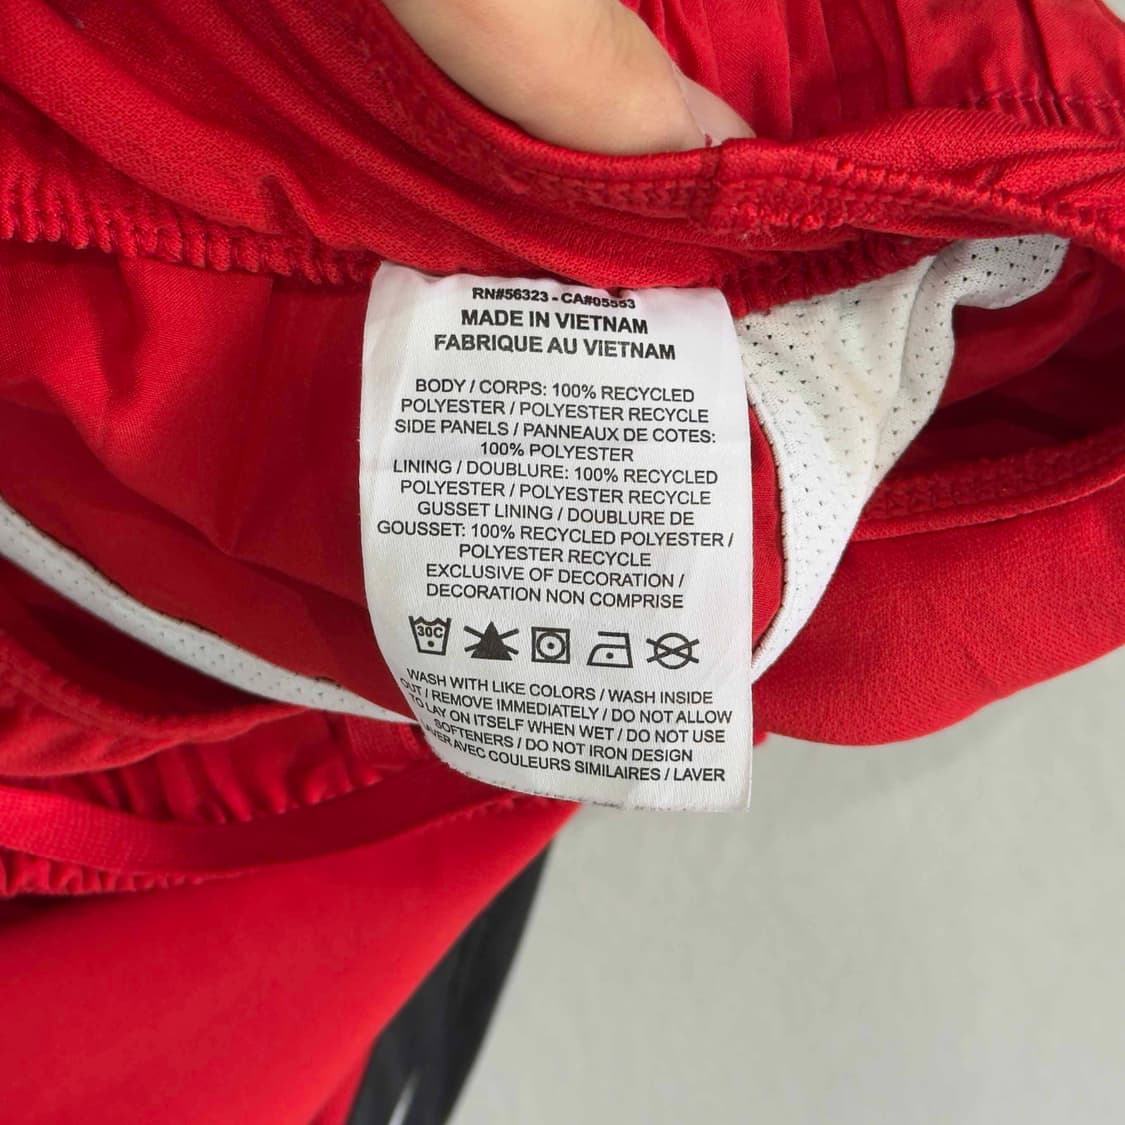 RN#56323 - CA#05553
MADE IN VIETNAM
FABRIQUE AU VIETNAM
BODY / CORPS: 100% RECYCLED
POLYESTER / POLYESTER RECYCLE
SIDE PANELS / PANNEAUX DE COTES:
100% POLYESTER
LINING / DOUBLURE: 100% RECYCLED
POLYESTER / POLYESTER RECYCLE
GUSSET LINING / DOUBLURE DE
GOUSSET: 100% RECYCLED POLYESTER /
POLYESTER RECYCLE
EXCLUSIVE OF DECORATION /
DECORATION NON COMPRISE
30C
WASH WITH LIKE COLORS / WASH INSIDE
OUT / REMOVE IMMEDIATELY / DO NOT ALLOW
TO LAY ON ITSELF WHEN WET / DO NOT USE
SOFTENERS / DO NOT IRON DESIGN
AVEC COULEURS SIMILAIRES / LAVER